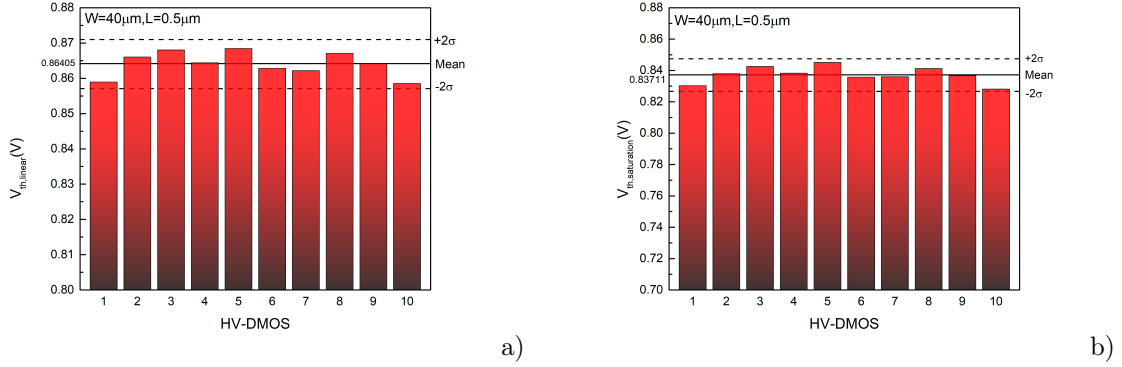 W=40μm,L=0.5μm
0.88
0.87
0.86405
0.86
0.85
0.84
0.83
0.82
0.81
0.80
V th,linear (V)
+2σ
Mean
-2σ
1 2 3 4 5 6 7 8 9 10
HV-DMOS
a)
W=40μm,L=0.5μm
0.88
0.86
0.84
0.83711
0.82
0.80
0.78
0.76
0.74
0.72
0.70
V th,saturation (V)
+2σ
Mean
-2σ
1 2 3 4 5 6 7 8 9 10
HV-DMOS
b)